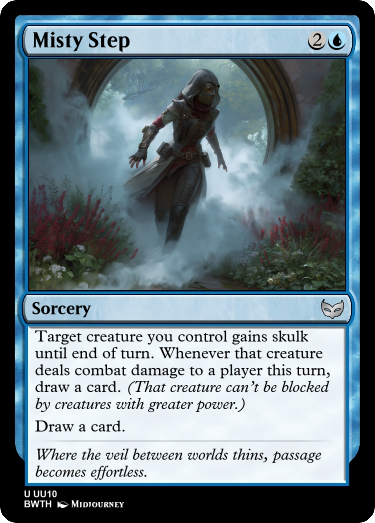 Misty Step 2
Sorcery
Target creature you control gains skulk
until end of turn. Whenever that creature
deals combat damage to a player this turn,
draw a card. (That creature can't be blocked
by creatures with greater power.)
Draw a card.
Where the veil between worlds thins, passage
becomes effortless.
U UU10
BWTH Midjourney